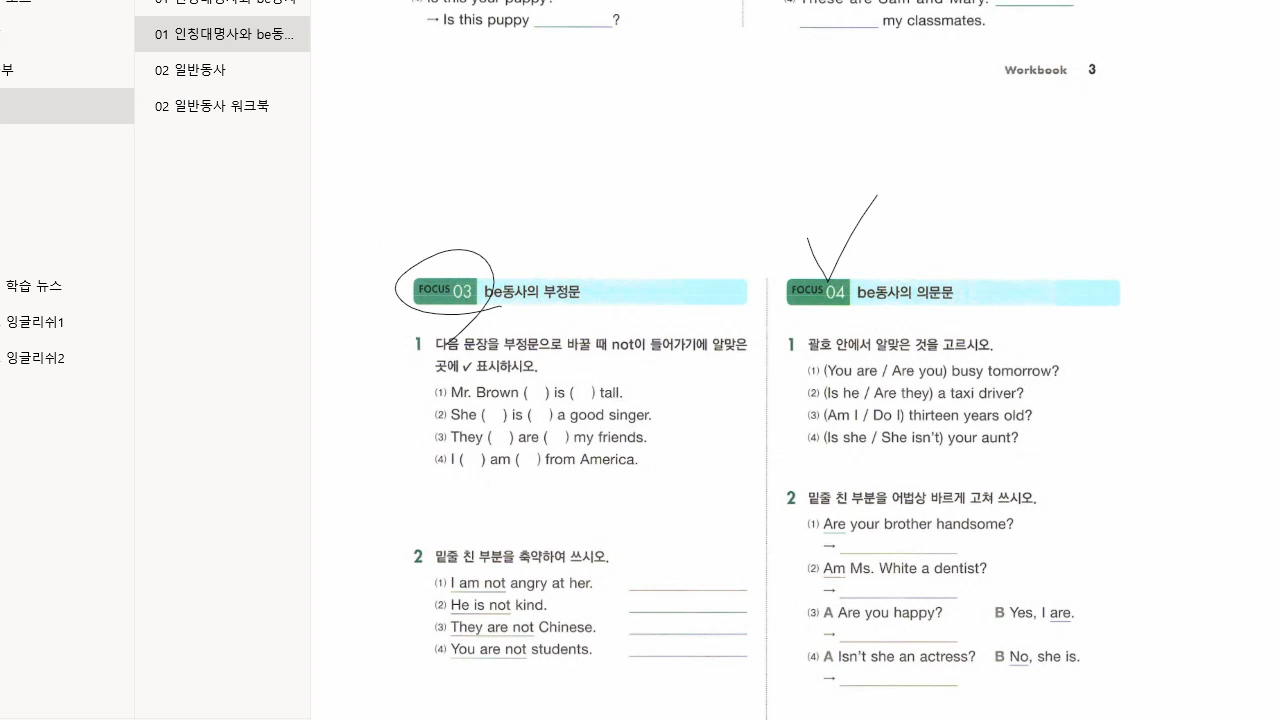 01 인칭대명사와 be동...
02 일반동사
02 일반동사 워크북
학습 뉴스
잉글리쉬1
잉글리쉬2
→ Is this puppy ________?
________ my classmates.
Workbook 3
FOCUS 03 be동사의 부정문
1 다음 문장을 부정문으로 바꿀 때 not이 들어가기에 알맞은
곳에 ✓ 표시하시오.
(1) Mr. Brown ( ) is ( ) tall.
(2) She ( ) is ( ) a good singer.
(3) They ( ) are ( ) my friends.
(4) I ( ) am ( ) from America.
2 밑줄 친 부분을 축약하여 쓰시오.
(1) I am not angry at her. ________
(2) He is not kind. ________
(3) They are not Chinese. ________
(4) You are not students. ________
FOCUS 04 be동사의 의문문
1 괄호 안에서 알맞은 것을 고르시오.
(1) (You are / Are you) busy tomorrow?
(2) (Is he / Are they) a taxi driver?
(3) (Am I / Do I) thirteen years old?
(4) (Is she / She isn't) your aunt?
2 밑줄 친 부분을 어법상 바르게 고쳐 쓰시오.
(1) Are your brother handsome?
→ ________
(2) Am Ms. White a dentist?
→ ________
(3) A Are you happy? B Yes, I are.
→ ________
(4) A Isn't she an actress? B No, she is.
→ ________